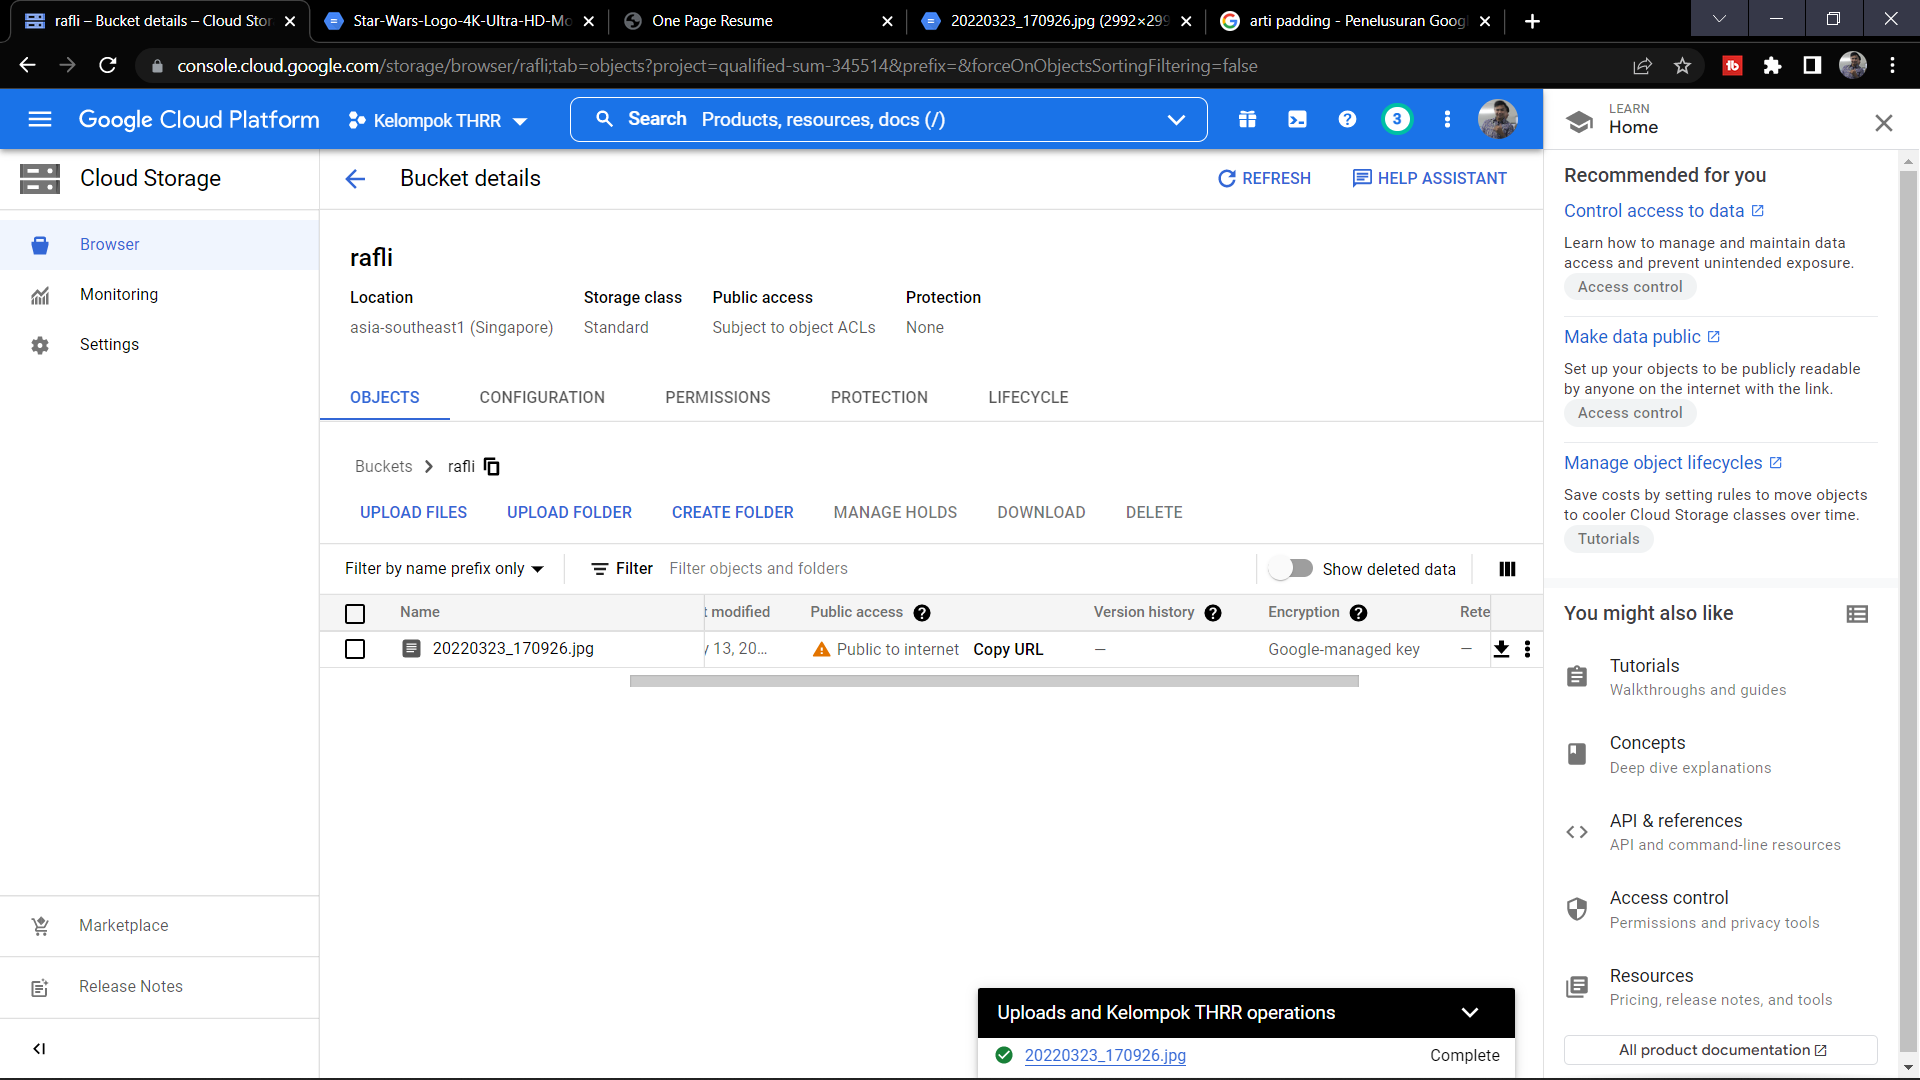 rafli – Bucket details – Cloud Stor
Star-Wars-Logo-4K-Ultra-HD-Mo
One Page Resume
20220323_170926.jpg (2992×299
arti padding - Penelusuran Goog
console.cloud.google.com/storage/browser/rafli;tab=objects?project=qualified-sum-345514&prefix=&forceOnObjectsSortingFiltering=false
Google Cloud Platform
Kelompok THRR
Search Products, resources, docs (/)
3
LEARN
Home
Cloud Storage
Browser
Monitoring
Settings
Marketplace
Release Notes
Bucket details
REFRESH
HELP ASSISTANT
rafli
Location Storage class Public access Protection
asia-southeast1 (Singapore) Standard Subject to object ACLs None
OBJECTS CONFIGURATION PERMISSIONS PROTECTION LIFECYCLE
Buckets rafli
UPLOAD FILES UPLOAD FOLDER CREATE FOLDER MANAGE HOLDS DOWNLOAD DELETE
Filter by name prefix only Filter Filter objects and folders Show deleted data
Name t modified Public access Version history Encryption Rete
20220323_170926.jpg y 13, 20... Public to internet Copy URL — Google-managed key —
Uploads and Kelompok THRR operations
20220323_170926.jpg Complete
Recommended for you
Control access to data
Learn how to manage and maintain data
access and prevent unintended exposure.
Access control
Make data public
Set up your objects to be publicly readable
by anyone on the internet with the link.
Access control
Manage object lifecycles
Save costs by setting rules to move objects
to cooler Cloud Storage classes over time.
Tutorials
You might also like
Tutorials
Walkthroughs and guides
Concepts
Deep dive explanations
API & references
API and command-line resources
Access control
Permissions and privacy tools
Resources
Pricing, release notes, and tools
All product documentation